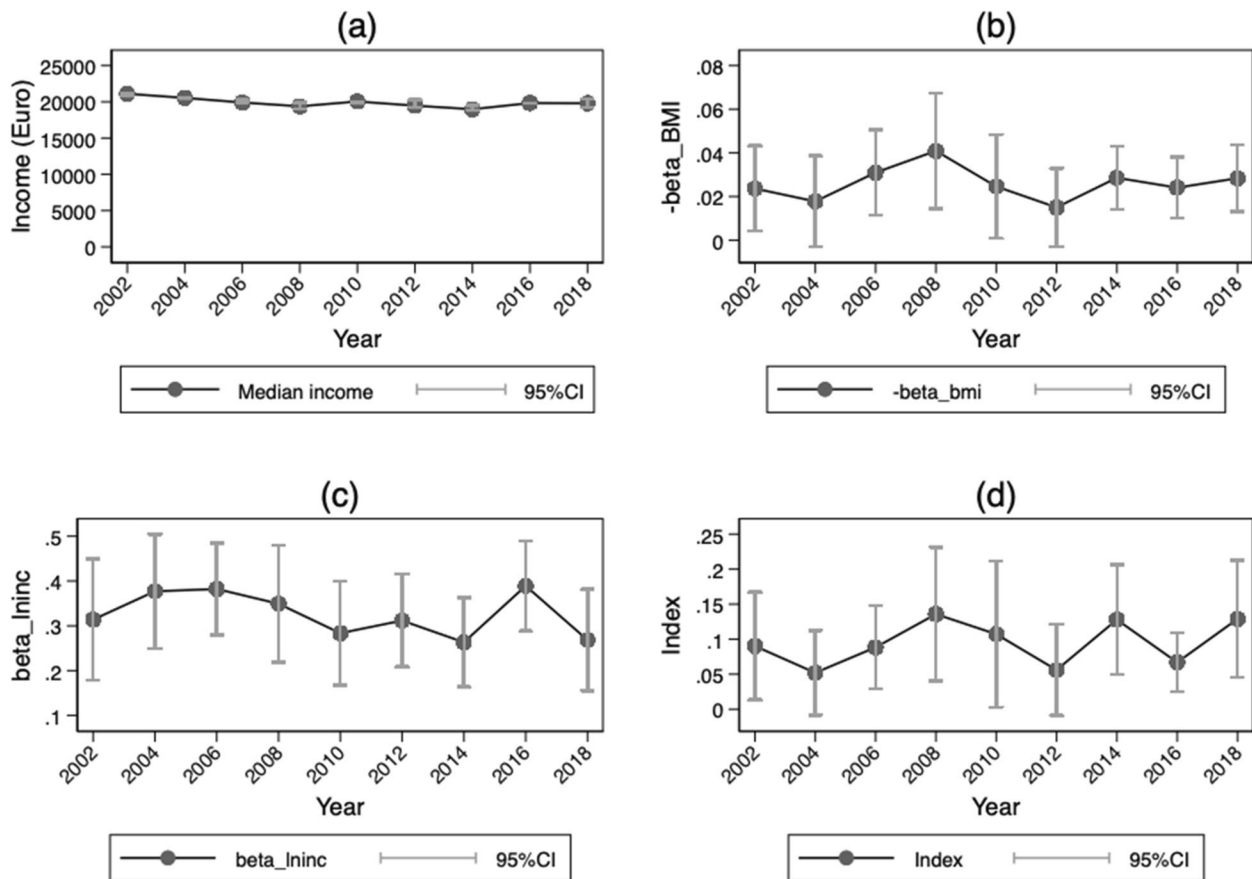 (a)
Income (Euro)
25000
20000
15000
10000
5000
0
2002 2004 2006 2008 2010 2012 2014 2016 2018
Year
Median income 95%CI
(b)
-beta_BMI
.08
.06
.04
.02
0
2002 2004 2006 2008 2010 2012 2014 2016 2018
Year
-beta_bmi 95%CI
(c)
beta_lninc
.5
.4
.3
.2
.1
2002 2004 2006 2008 2010 2012 2014 2016 2018
Year
beta_lninc 95%CI
(d)
Index
.25
.2
.15
.1
.05
0
2002 2004 2006 2008 2010 2012 2014 2016 2018
Year
Index 95%CI